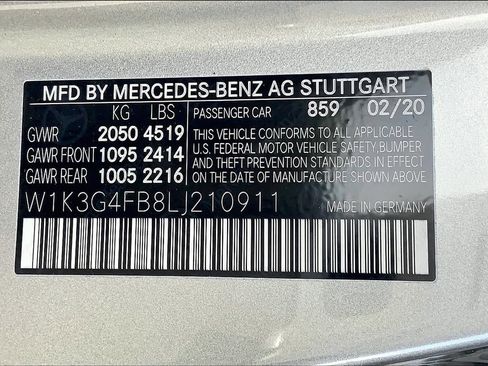 MFD BY MERCEDES-BENZ AG STUTTGART
KG LBS PASSENGER CAR 859 02/20
GVWR 2050 4519 THIS VEHICLE CONFORMS TO ALL APPLICABLE
U.S. FEDERAL MOTOR VEHICLE SAFETY, BUMPER
GAWR FRONT 1095 2414 AND THEFT PREVENTION STANDARDS IN EFFECT
GAWR REAR 1005 2216 ON THE DATE OF MANUFACTURE SHOWN ABOVE
W1K3G4FB8LJ210911 MADE IN GERMANY